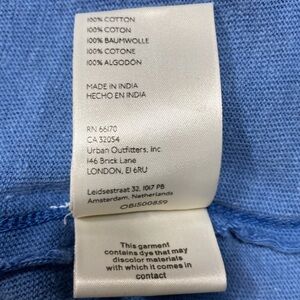 100% COTTON
100% COTON
100% BAUMWOLLE
100% COTONE
100% ALGODÓN
MADE IN INDIA
HECHO EN INDIA
RN 66170
CA 32054
Urban Outfitters, Inc.
146 Brick Lane
LONDON, E1 6RU
Leidsestraat 32, 1017 PB
Amsterdam, Netherlands
OBIS00859
This garment
contains dye that may
discolor materials
with which it comes in
contact